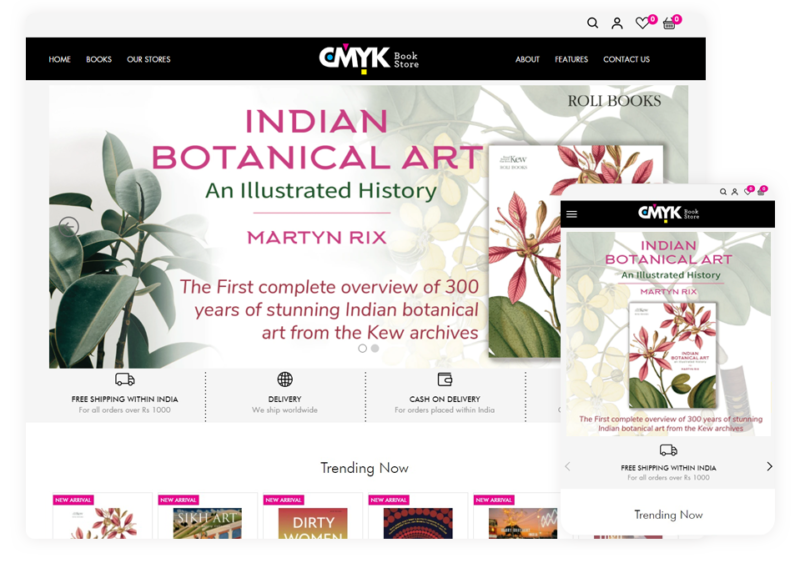 0
0
HOME
BOOKS
OUR STORES
CMYK Book Store
ABOUT
FEATURES
CONTACT US
ROLI BOOKS
INDIAN
BOTANICAL ART
An Illustrated History
MARTYN RIX
The First complete overview of 300
years of stunning Indian botanical
art from the Kew archives
Kew
ROLI BOOKS
FREE SHIPPING WITHIN INDIA
For all orders over Rs 1000
DELIVERY
We ship worldwide
CASH ON DELIVERY
For orders placed within India
Trending Now
NEW ARRIVAL
NEW ARRIVAL
NEW ARRIVAL
NEW ARRIVAL
NEW ARRIVAL
SIKH ART
DIRTY
WOMEN
0
0
CMYK Book Store
INDIAN
BOTANICAL ART
An Illustrated History
MARTYN RIX
INDIAN
BOTANICAL ART
The First complete overview of 300 years of stunning
Indian botanical art from the Kew archives
FREE SHIPPING WITHIN INDIA
For all orders over Rs 1000
Trending Now